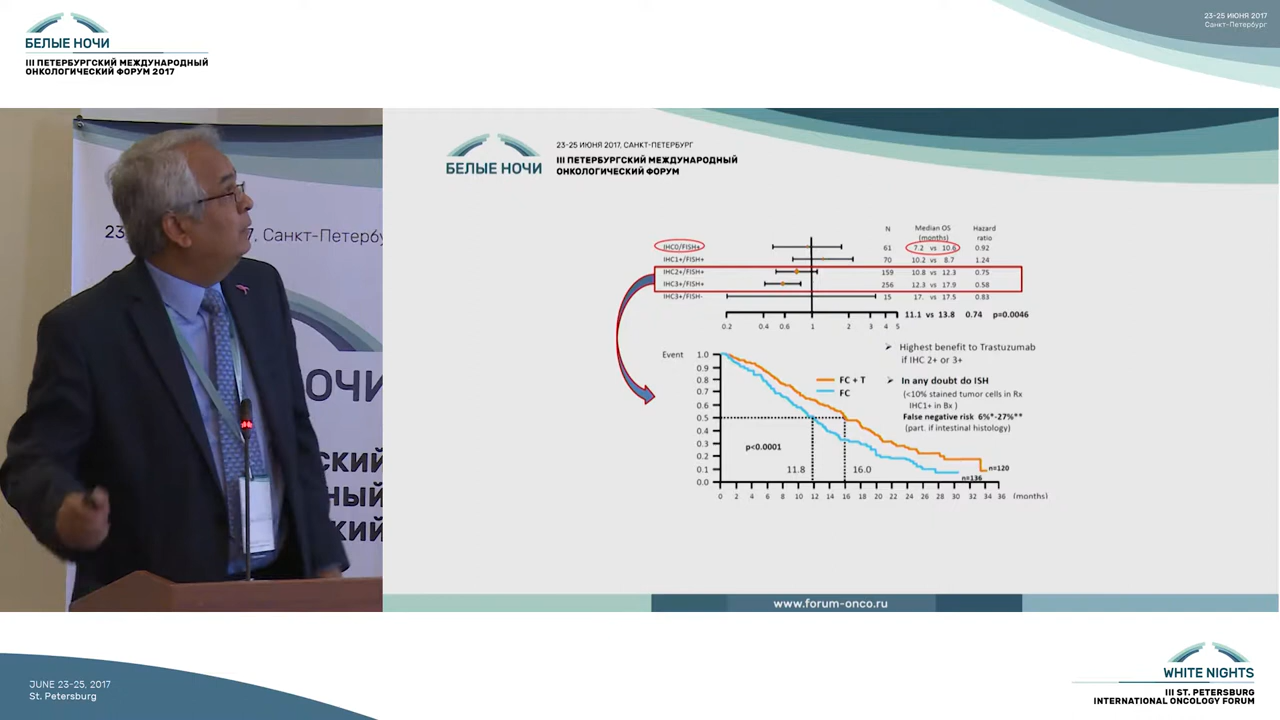 БЕЛЫЕ НОЧИ
III ПЕТЕРБУРГСКИЙ МЕЖДУНАРОДНЫЙ
ОНКОЛОГИЧЕСКИЙ ФОРУМ 2017
23-25 ИЮНЯ 2017
Санкт-Петербург
23-25 ИЮНЯ 2017, САНКТ-ПЕТЕРБУРГ
БЕЛЫЕ НОЧИ
III ПЕТЕРБУРГСКИЙ МЕЖДУНАРОДНЫЙ
ОНКОЛОГИЧЕСКИЙ ФОРУМ
N Median OS (months) Hazard ratio
IHC0/FISH+ 61 7.2 vs 10.6 0.92
IHC1+/FISH+ 70 10.2 vs 8.7 1.24
IHC2+/FISH+ 159 10.8 vs 12.3 0.75
IHC3+/FISH+ 256 12.3 vs 17.9 0.58
IHC3+/FISH- 15 17. vs 17.5 0.83
11.1 vs 13.8 0.74 p=0.0046
0.2 0.4 0.6 1 2 3 4 5
Event
1.0
0.9
0.8
0.7
0.6
0.5
0.4
0.3
0.2
0.1
0.0
FC + T
FC
p<0.0001
11.8
16.0
n=120
n=136
0 2 4 6 8 10 12 14 16 18 20 22 24 26 28 30 32 34 36 (months)
Highest benefit to Trastuzumab
if IHC 2+ or 3+
In any doubt do ISH
(<10% stained tumor cells in Rx
IHC1+ in Bx )
False negative risk 6%*-27%**
(part. if intestinal histology)
www.forum-onco.ru
23
7, Санкт-Петербу
ОЧИ
СКИЙ
НЫЙ
КИЙ
JUNE 23-25, 2017
St. Petersburg
WHITE NIGHTS
III ST. PETERSBURG
INTERNATIONAL ONCOLOGY FORUM